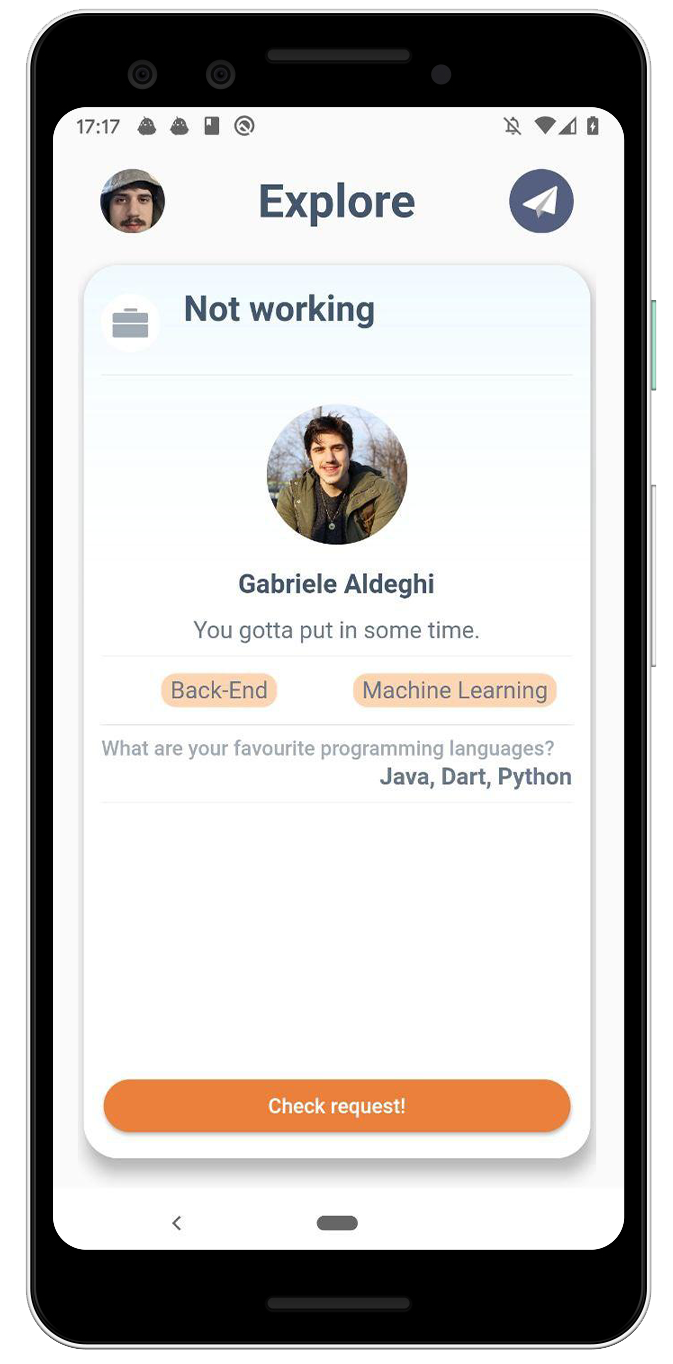 17:17
Explore
Not working
Gabriele Aldeghi
You gotta put in some time.
Back-End Machine Learning
What are your favourite programming languages?
Java, Dart, Python
Check request!